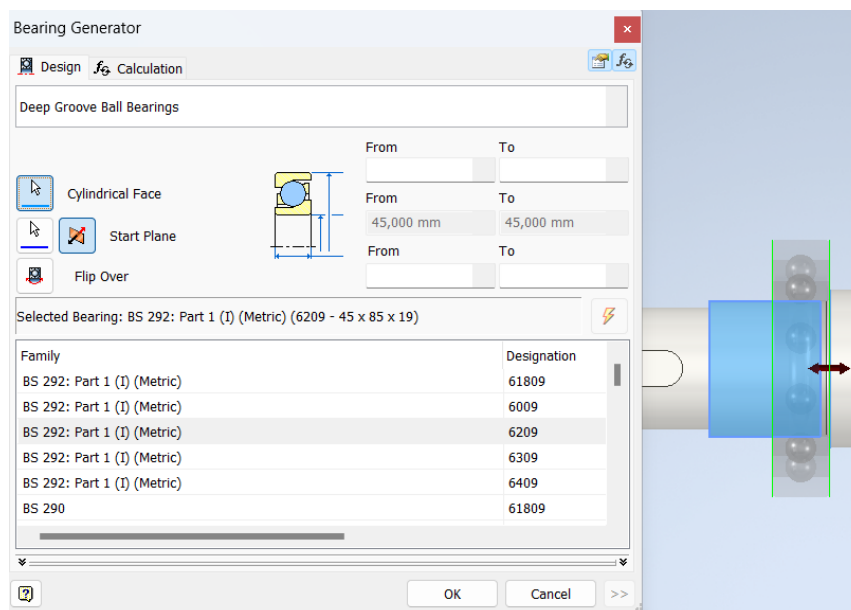 Bearing Generator
Design
Calculation
Deep Groove Ball Bearings
From To
Cylindrical Face
From To
45,000 mm 45,000 mm
Start Plane
From To
Flip Over
Selected Bearing: BS 292: Part 1 (I) (Metric) (6209 - 45 x 85 x 19)
Family Designation
BS 292: Part 1 (I) (Metric) 61809
BS 292: Part 1 (I) (Metric) 6009
BS 292: Part 1 (I) (Metric) 6209
BS 292: Part 1 (I) (Metric) 6309
BS 292: Part 1 (I) (Metric) 6409
BS 290 61809
OK Cancel >>